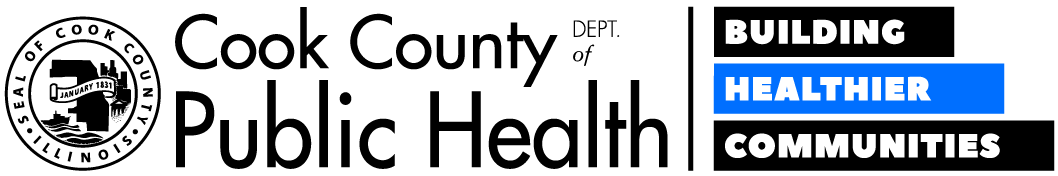 SEAL OF COOK COUNTY
• ILLINOIS •
JANUARY 1831
Cook County DEPT.
of
Public Health
BUILDING
HEALTHIER
COMMUNITIES